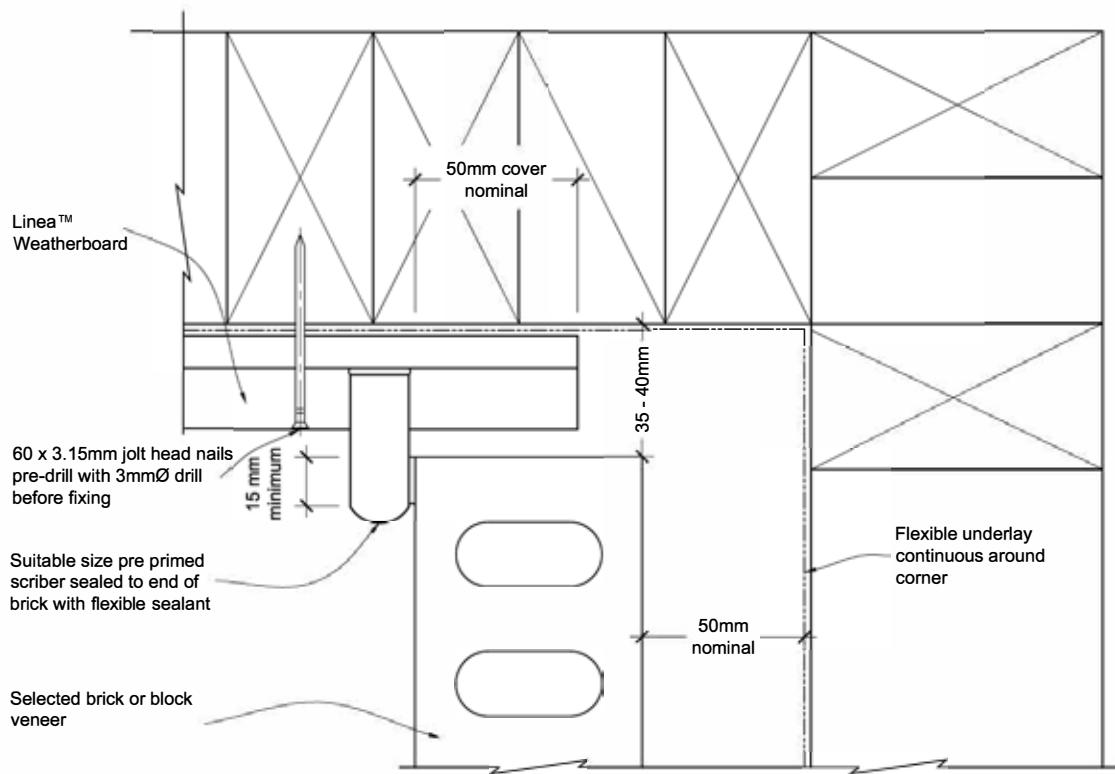 50mm cover
nominal
Linea™
Weatherboard
35 - 40mm
60 x 3.15mm jolt head nails
pre-drill with 3mmØ drill
before fixing
15 mm
minimum
Suitable size pre primed
scriber sealed to end of
brick with flexible sealant
Flexible underlay
continuous around
corner
50mm
nominal
Selected brick or block
veneer